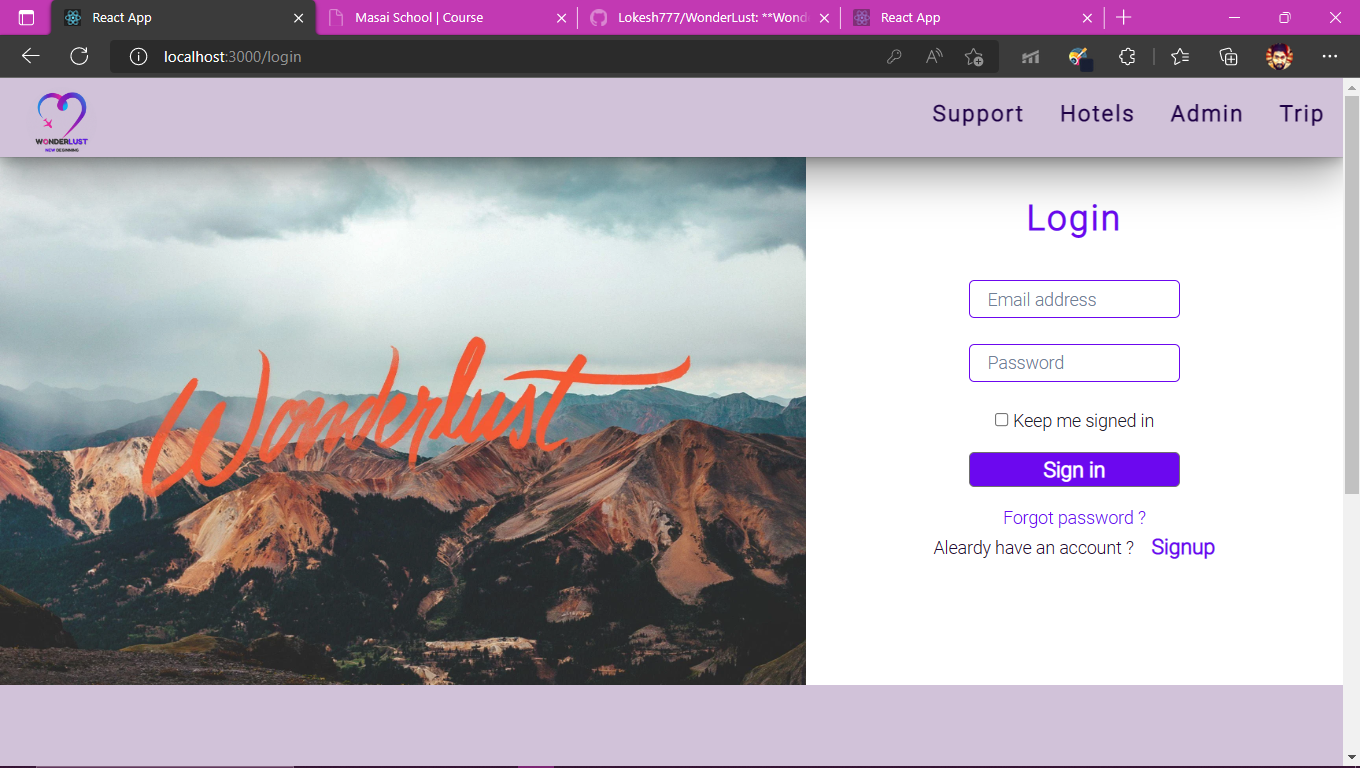 React App
Masai School | Course
Lokesh777/WonderLust: **Wond
React App
localhost:3000/login
WONDERLUST
NEW BEGINNING
Support Hotels Admin Trip
Wonderlust
Login
Email address
Password
Keep me signed in
Sign in
Forgot password ?
Aleardy have an account ? Signup